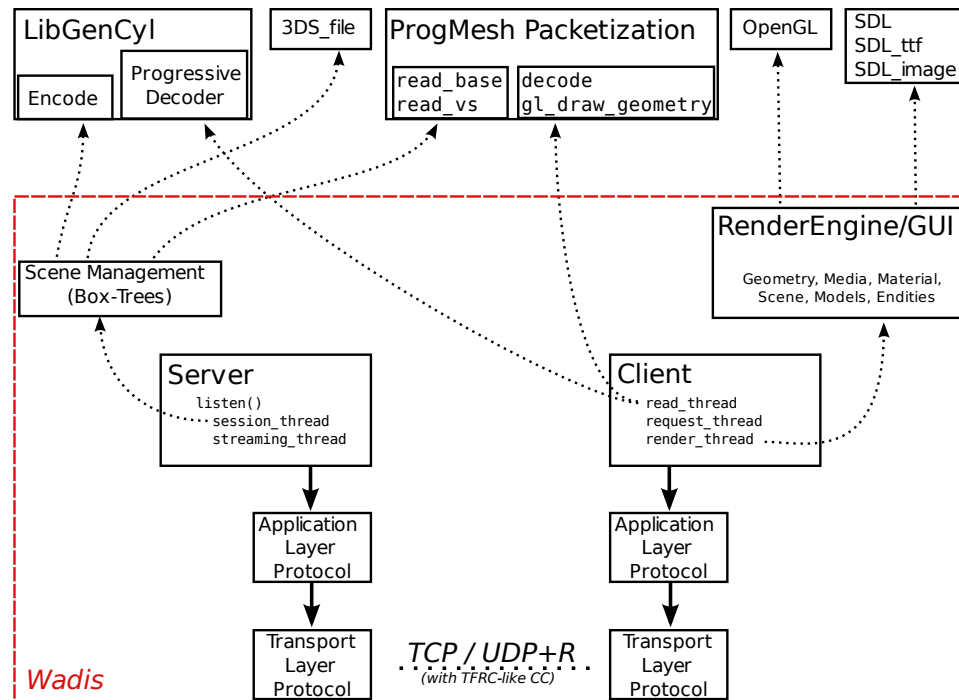 LibGenCyl
Encode
Progressive
Decoder
3DS_file
ProgMesh Packetization
read_base
read_vs
decode
gl_draw_geometry
OpenGL
SDL
SDL_ttf
SDL_image
Scene Management
(Box-Trees)
RenderEngine/GUI
Geometry, Media, Material,
Scene, Models, Endities
Server
listen()
session_thread
streaming_thread
Client
read_thread
request_thread
render_thread
Application
Layer
Protocol
Application
Layer
Protocol
Transport
Layer
Protocol
TCP / UDP+R
(with TFRC-like CC)
Transport
Layer
Protocol
Wadis